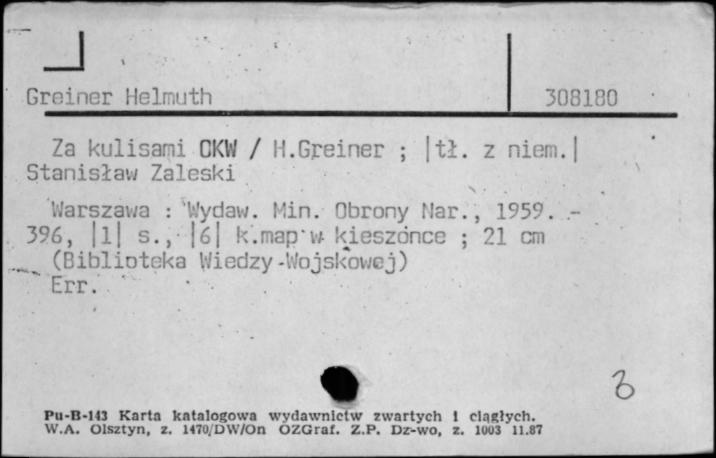 Greiner Helmuth 308180
Za kulisami OKW / H.Greiner ; |tł. z niem.|
Stanisław Zaleski
Warszawa : Wydaw. Min. Obrony Nar., 1959. -
396, |1| s., |6| k.map w kieszonce ; 21 cm
(Biblioteka Wiedzy Wojskowej)
Err.
8
Pu-B-143 Karta katalogowa wydawnictw zwartych i ciągłych.
W.A. Olsztyn, z. 1470/DW/On OZGraf. Z.P. Dz-wo, z. 1003 11.87